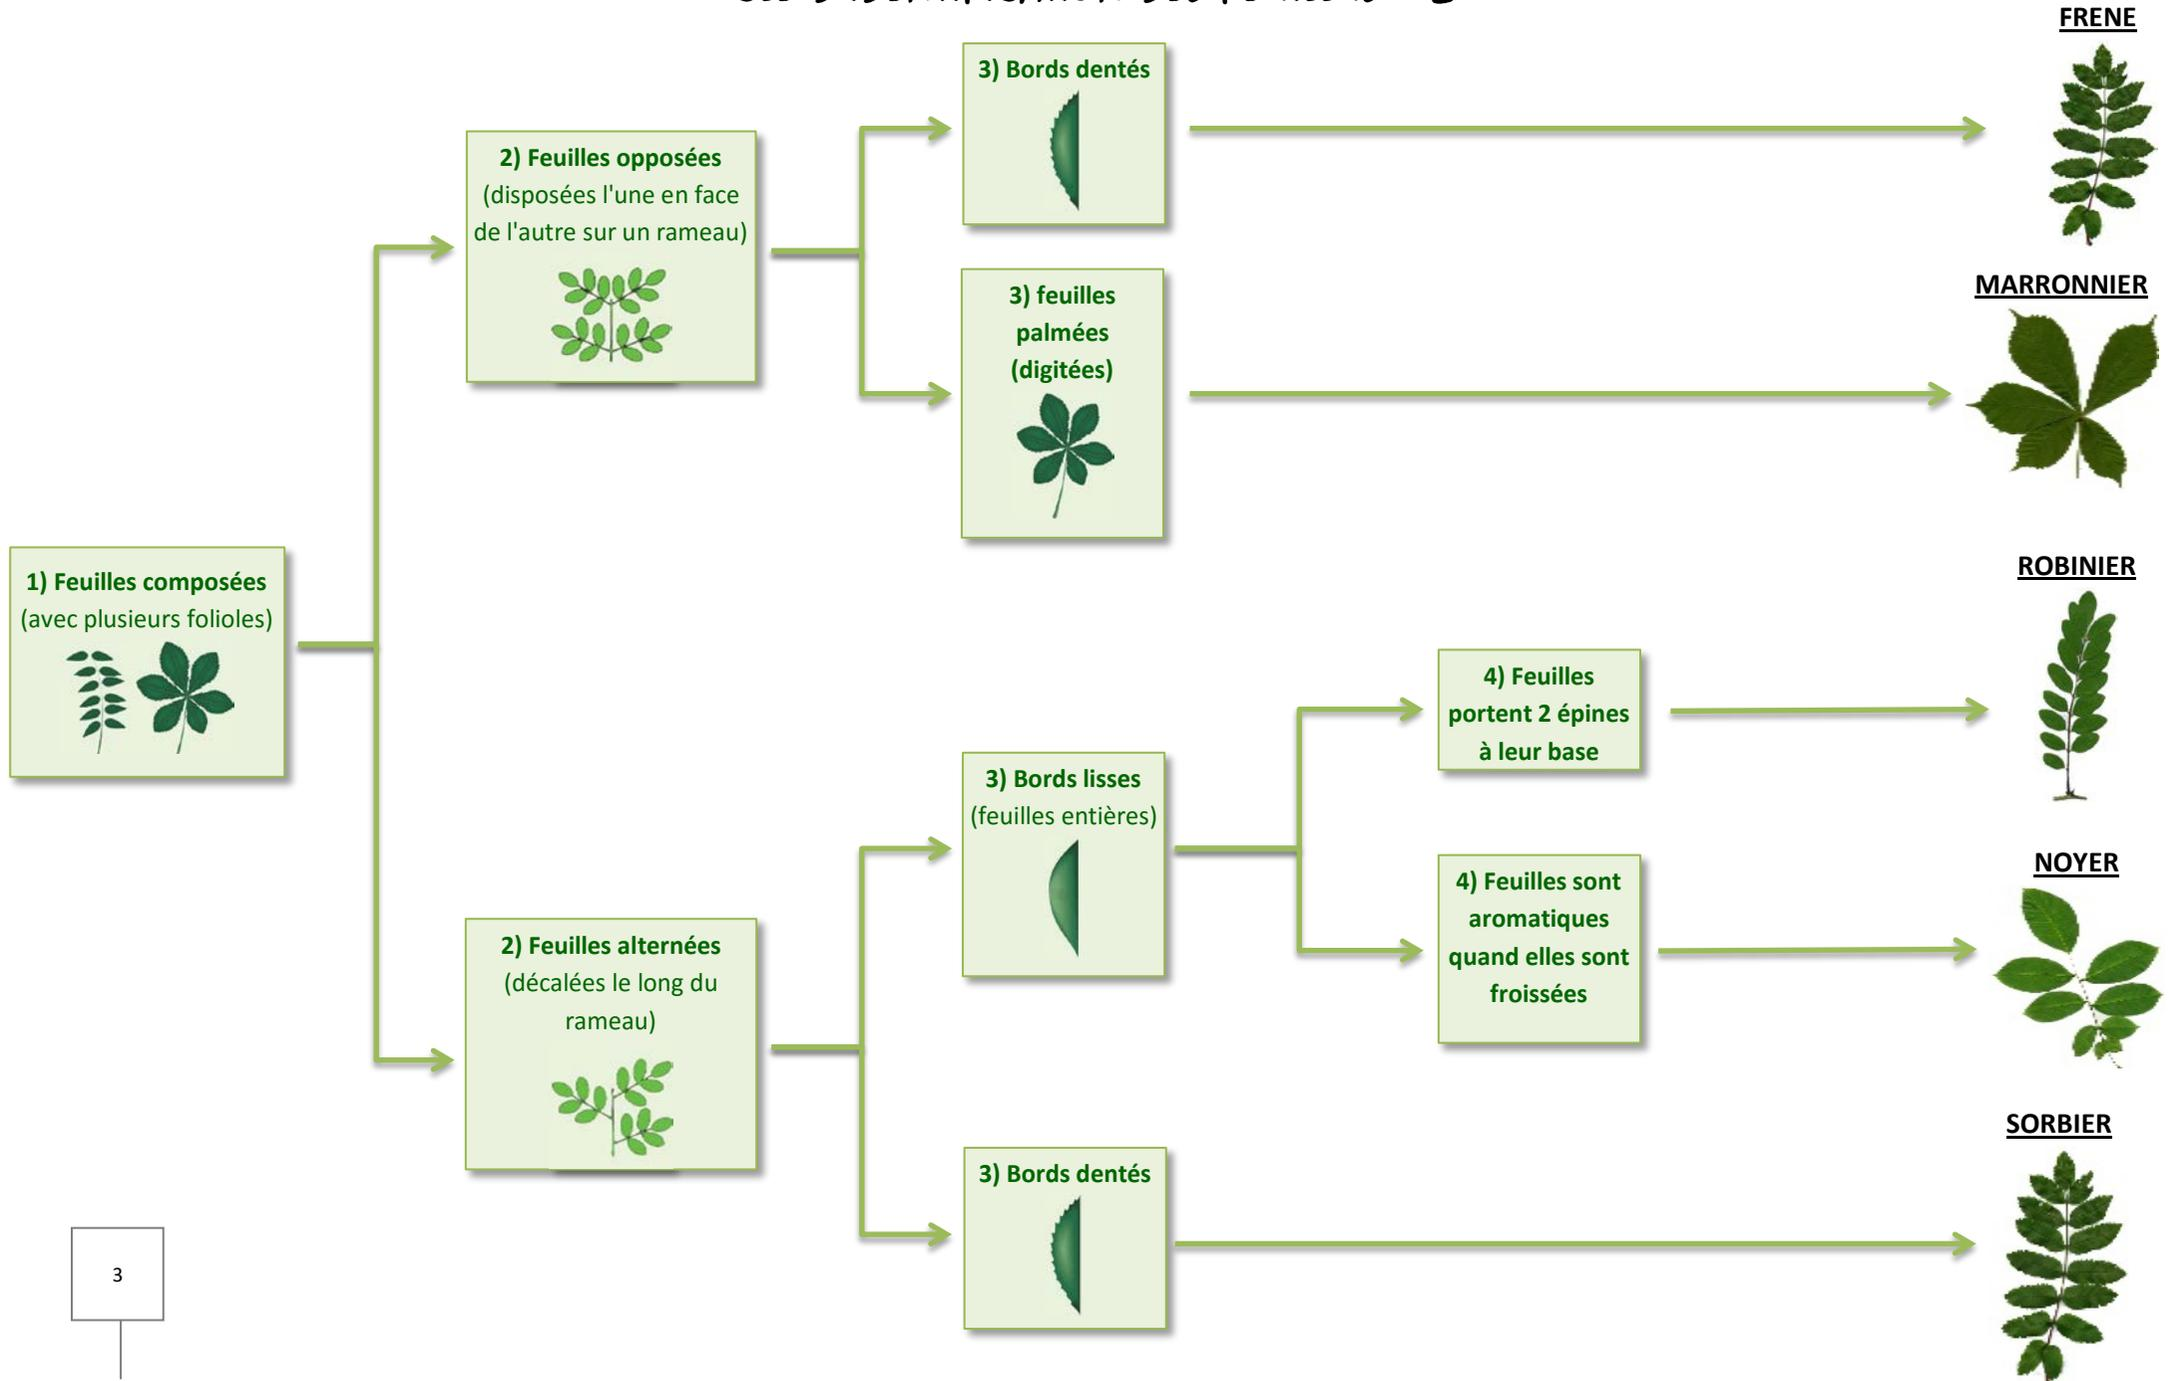 FRENE
3) Bords dentés
2) Feuilles opposées
(disposées l'une en face
de l'autre sur un rameau)
3) feuilles
palmées
(digitées)
MARRONNIER
1) Feuilles composées
(avec plusieurs folioles)
ROBINIER
4) Feuilles
portent 2 épines
à leur base
3) Bords lisses
(feuilles entières)
NOYER
4) Feuilles sont
aromatiques
quand elles sont
froissées
2) Feuilles alternées
(décalées le long du
rameau)
SORBIER
3) Bords dentés
3